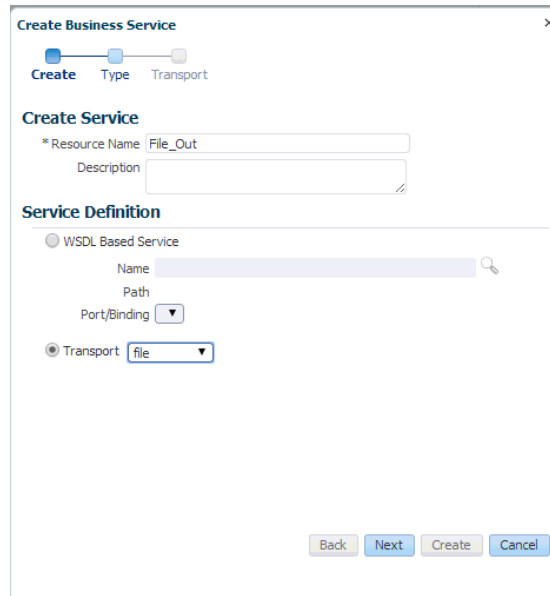 Create Business Service ×
Create Type Transport
Create Service
* Resource Name File_Out
Description
Service Definition
WSDL Based Service
Name
Path
Port/Binding
Transport file
Back Next Create Cancel